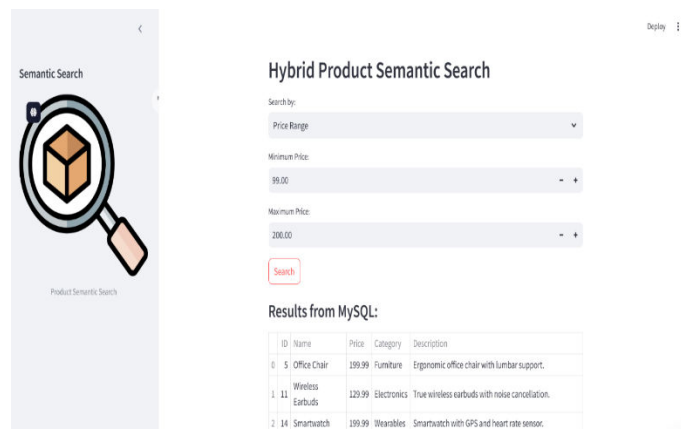 Deploy
Semantic Search
Product Semantic Search
Hybrid Product Semantic Search
Search by:
Price Range
Minimum Price:
99.00
- +
Maximum Price:
200.00
- +
Search
Results from MySQL:
ID Name Price Category Description
0 5 Office Chair 199.99 Furniture Ergonomic office chair with lumbar support.
1 11 Wireless Earbuds 129.99 Electronics True wireless earbuds with noise cancellation.
2 14 Smartwatch 199.99 Wearables Smartwatch with GPS and heart rate sensor.